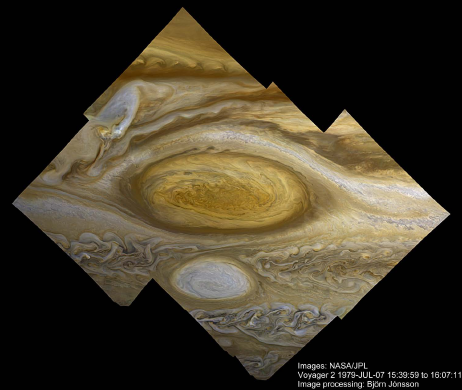 Images: NASA/JPL
Voyager 2 1979-JUL-07 15:39:59 to 16:07:11
Image processing: Björn Jónsson